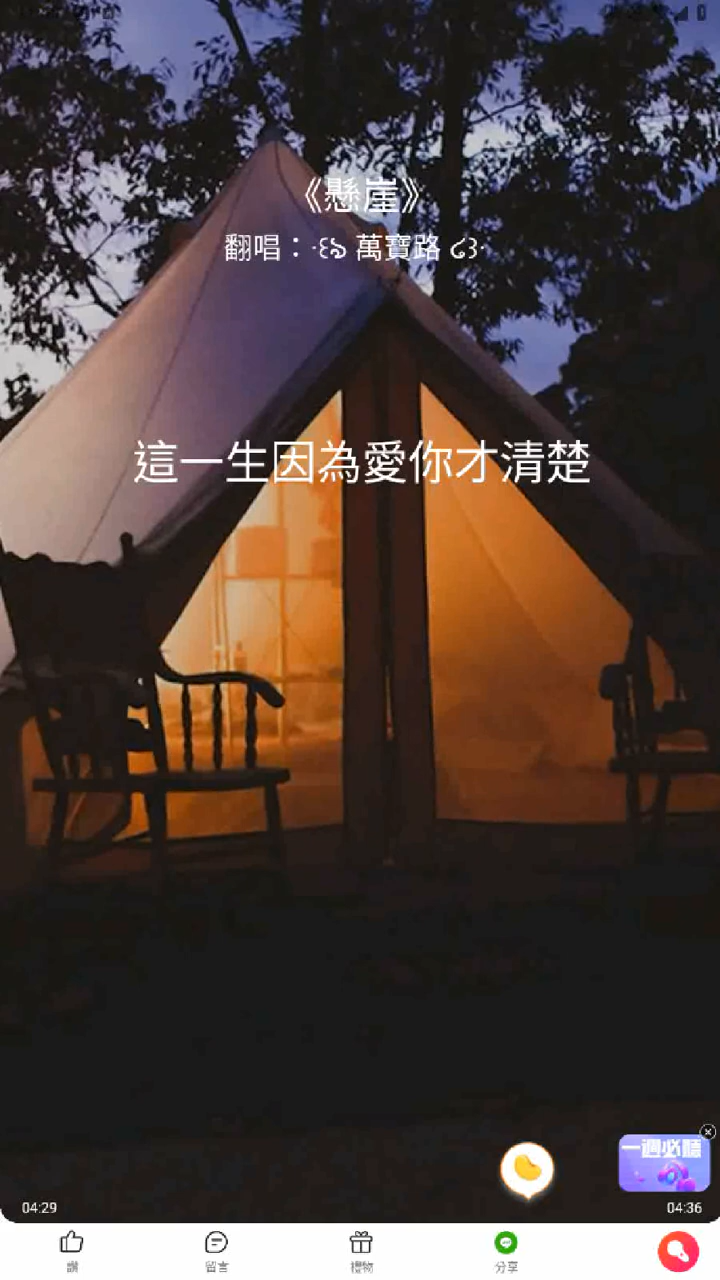 《懸崖》
翻唱：·꒰ঌ 萬寶路 ໒꒱·
這一生因為愛你才清楚
一週必聽
04:29
04:36
讚
留言
禮物
分享